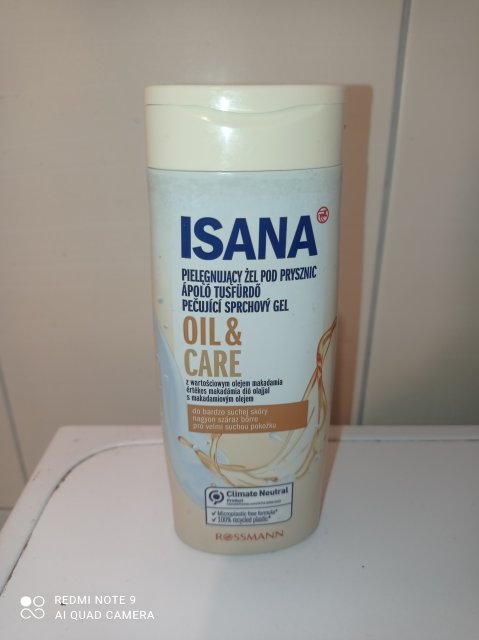 ISANA
PIELĘGNUJĄCY ŻEL POD PRYSZNIC
ÁPOLÓ TUSFÜRDŐ
PEČUJÍCÍ SPRCHOVÝ GEL
OIL &
CARE
z wartościowym olejem makadamia
értékes makadámia dió olajjal
s makadamiovým olejem
do bardzo suchej skóry
nagyon száraz bőrre
pro velmi suchou pokožku
Climate Neutral
Product
✓ Microplastic free formula*
✓ 100% recycled plastic*
ROSSMANN
REDMI NOTE 9
AI QUAD CAMERA